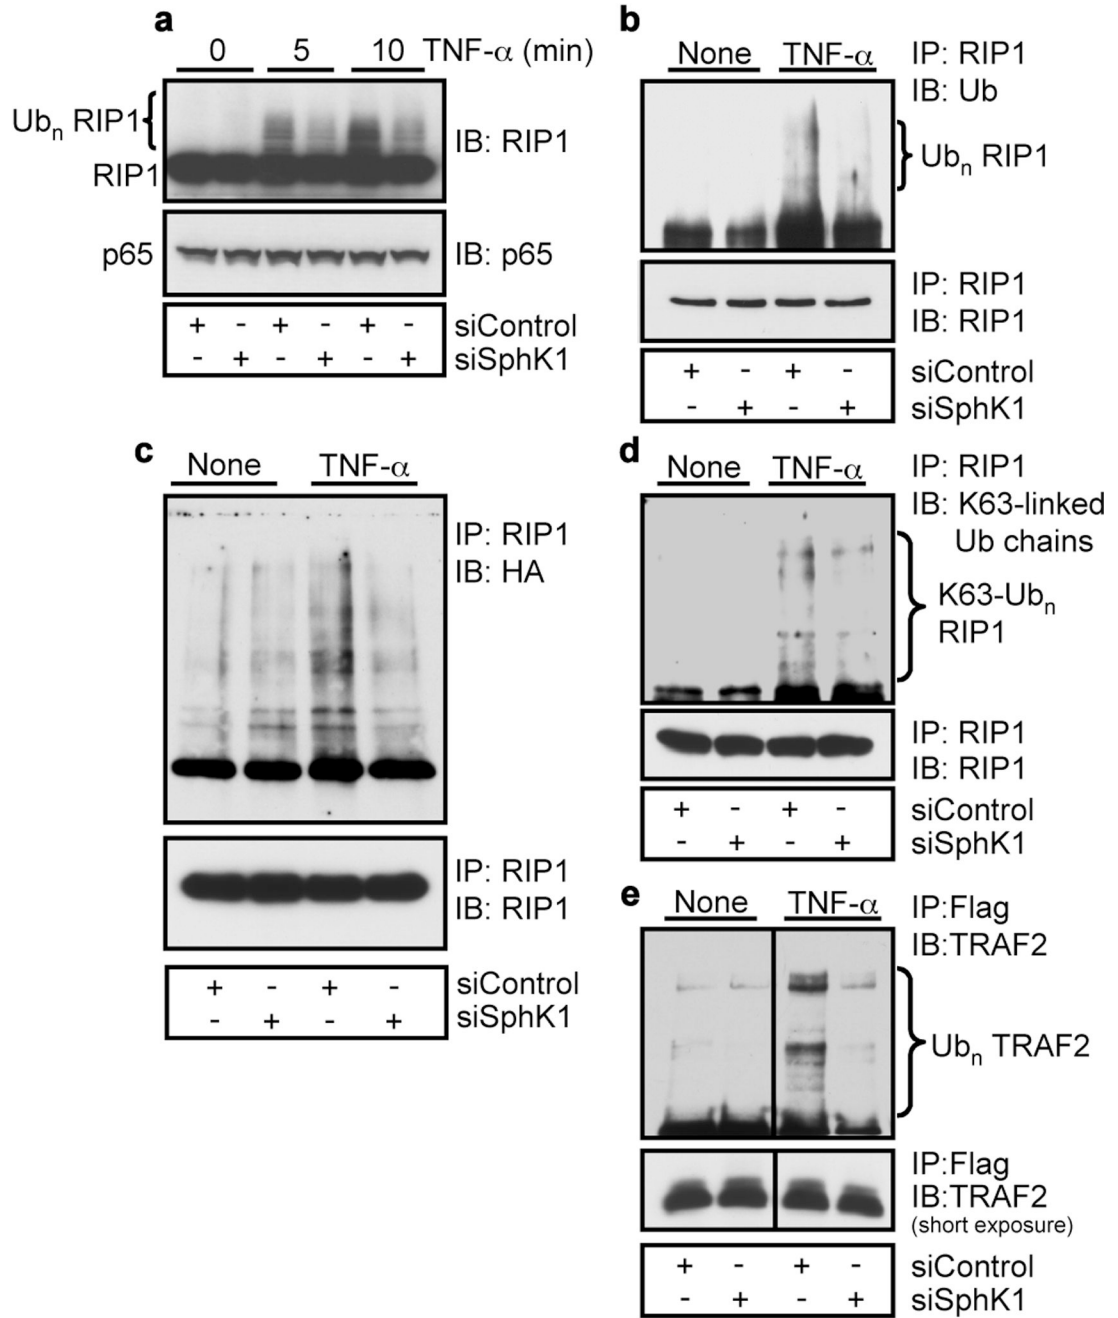 a
0 5 10 TNF-α (min)
Ubn RIP1
RIP1
IB: RIP1
p65
IB: p65
+ - + - + - siControl
- + - + - + siSphK1
b
None TNF-α
IP: RIP1
IB: Ub
Ubn RIP1
IP: RIP1
IB: RIP1
+ - + - siControl
- + - + siSphK1
c
None TNF-α
IP: RIP1
IB: HA
IP: RIP1
IB: RIP1
+ - + - siControl
- + - + siSphK1
d
None TNF-α
IP: RIP1
IB: K63-linked
Ub chains
K63-Ubn
RIP1
IP: RIP1
IB: RIP1
+ - + - siControl
- + - + siSphK1
e
None TNF-α
IP:Flag
IB:TRAF2
Ubn TRAF2
IP:Flag
IB:TRAF2
(short exposure)
+ - + - siControl
- + - + siSphK1